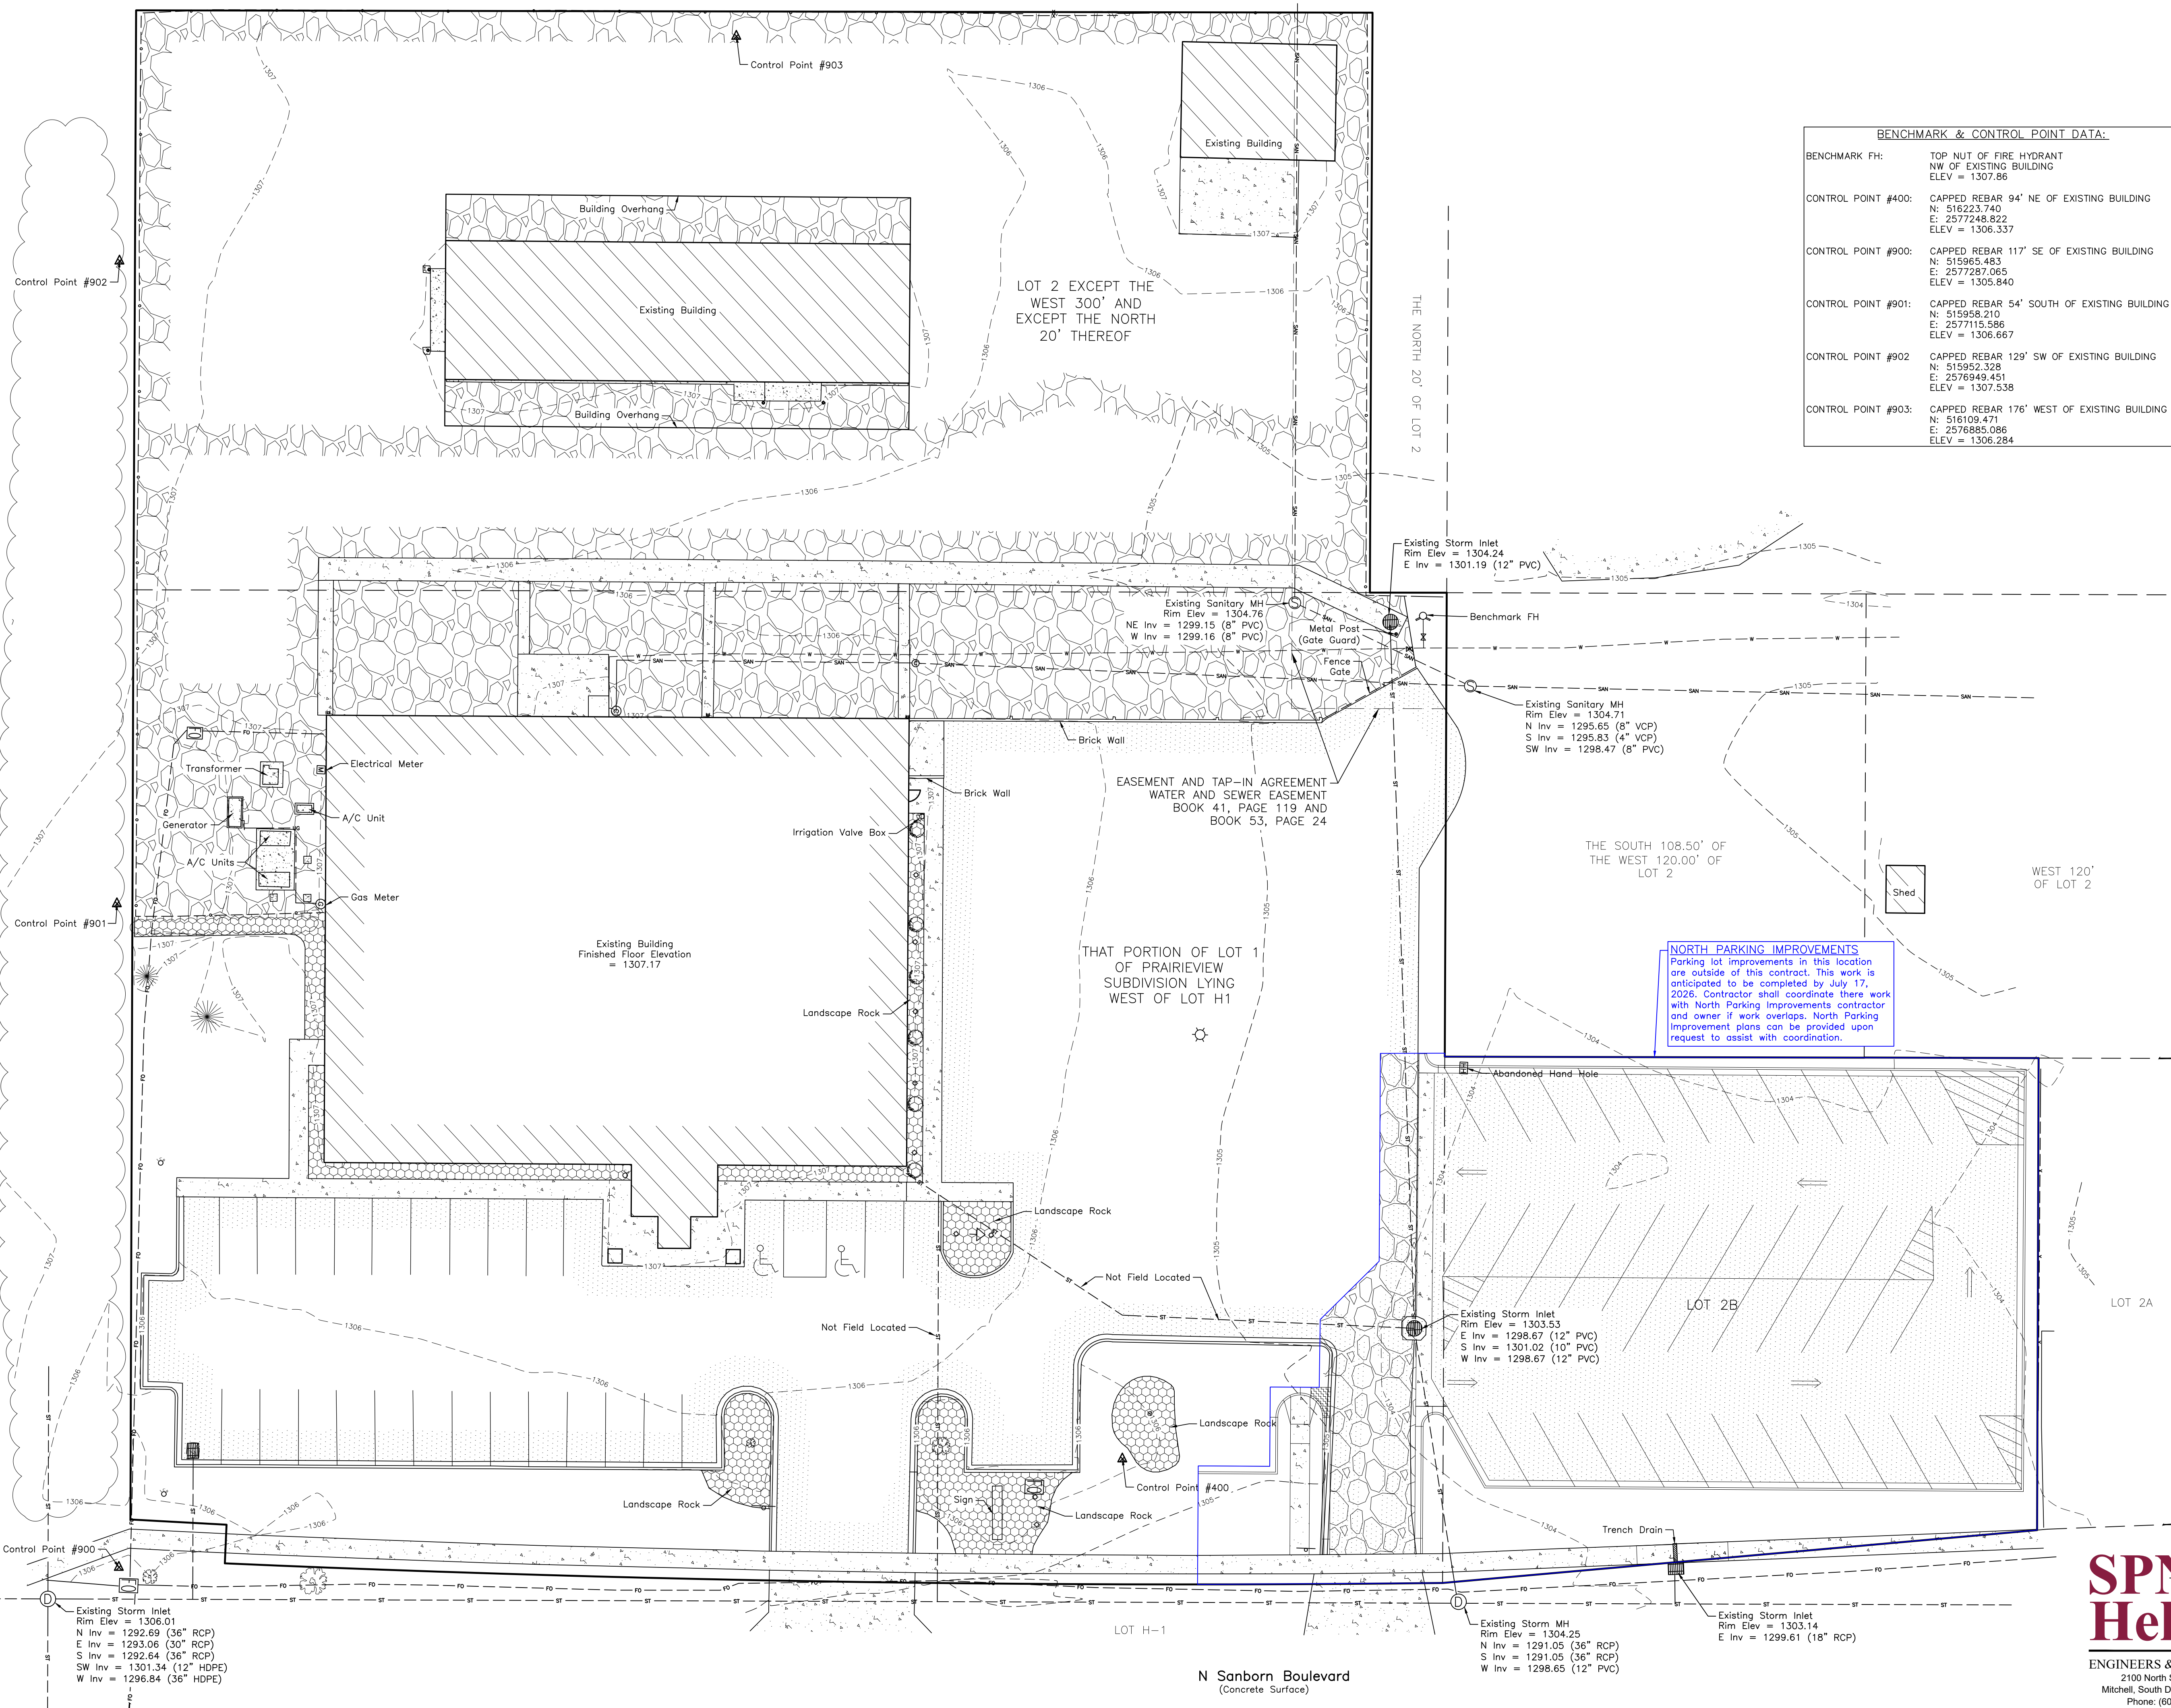 Control Point #903
Existing Building
Building Overhang
Control Point #902
Existing Building
LOT 2 EXCEPT THE
WEST 300' AND
EXCEPT THE NORTH
20' THEREOF
THE NORTH 20' OF LOT 2
Building Overhang
BENCHMARK & CONTROL POINT DATA:
BENCHMARK FH: TOP NUT OF FIRE HYDRANT
NW OF EXISTING BUILDING
ELEV = 1307.86
CONTROL POINT #400: CAPPED REBAR 94' NE OF EXISTING BUILDING
N: 516223.740
E: 2577248.822
ELEV = 1306.337
CONTROL POINT #900: CAPPED REBAR 117' SE OF EXISTING BUILDING
N: 515965.483
E: 2577287.065
ELEV = 1305.840
CONTROL POINT #901: CAPPED REBAR 54' SOUTH OF EXISTING BUILDING
N: 515958.210
E: 2577115.586
ELEV = 1306.667
CONTROL POINT #902 CAPPED REBAR 129' SW OF EXISTING BUILDING
N: 515952.328
E: 2576949.451
ELEV = 1307.538
CONTROL POINT #903: CAPPED REBAR 176' WEST OF EXISTING BUILDING
N: 516109.471
E: 2576885.086
ELEV = 1306.284
Existing Storm Inlet
Rim Elev = 1304.24
E Inv = 1301.19 (12" PVC)
Existing Sanitary MH
Rim Elev = 1304.76
NE Inv = 1299.15 (8" PVC)
W Inv = 1299.16 (8" PVC)
Metal Post
(Gate Guard)
Fence
Gate
Benchmark FH
Existing Sanitary MH
Rim Elev = 1304.71
N Inv = 1295.65 (8" VCP)
S Inv = 1295.83 (4" VCP)
SW Inv = 1298.47 (8" PVC)
Brick Wall
Brick Wall
EASEMENT AND TAP-IN AGREEMENT
WATER AND SEWER EASEMENT
BOOK 41, PAGE 119 AND
BOOK 53, PAGE 24
Electrical Meter
Transformer
Generator
A/C Unit
A/C Units
Gas Meter
Irrigation Valve Box
Control Point #901
Existing Building
Finished Floor Elevation
= 1307.17
Landscape Rock
THAT PORTION OF LOT 1
OF PRAIRIEVIEW
SUBDIVISION LYING
WEST OF LOT H1
THE SOUTH 108.50' OF
THE WEST 120.00' OF
LOT 2
Shed
WEST 120'
OF LOT 2
NORTH PARKING IMPROVEMENTS
Parking lot improvements in this location
are outside of this contract. This work is
anticipated to be completed by July 17,
2026. Contractor shall coordinate there work
with North Parking Improvements contractor
and owner if work overlaps. North Parking
Improvement plans can be provided upon
request to assist with coordination.
Abandoned Hand Hole
Landscape Rock
Not Field Located
Not Field Located
Existing Storm Inlet
Rim Elev = 1303.53
E Inv = 1298.67 (12" PVC)
S Inv = 1301.02 (10" PVC)
W Inv = 1298.67 (12" PVC)
LOT 2B
LOT 2A
Landscape Rock
Control Point #400
Landscape Rock
Sign
Landscape Rock
Trench Drain
Control Point #900
Existing Storm Inlet
Rim Elev = 1306.01
N Inv = 1292.69 (36" RCP)
E Inv = 1293.06 (30" RCP)
S Inv = 1292.64 (36" RCP)
SW Inv = 1301.34 (12" HDPE)
W Inv = 1296.84 (36" HDPE)
LOT H-1
N Sanborn Boulevard
(Concrete Surface)
Existing Storm MH
Rim Elev = 1304.25
N Inv = 1291.05 (36" RCP)
S Inv = 1291.05 (36" RCP)
W Inv = 1298.65 (12" PVC)
Existing Storm Inlet
Rim Elev = 1303.14
E Inv = 1299.61 (18" RCP)
ENGINEERS &
2100 North
Mitchell, South D
Phone: (60